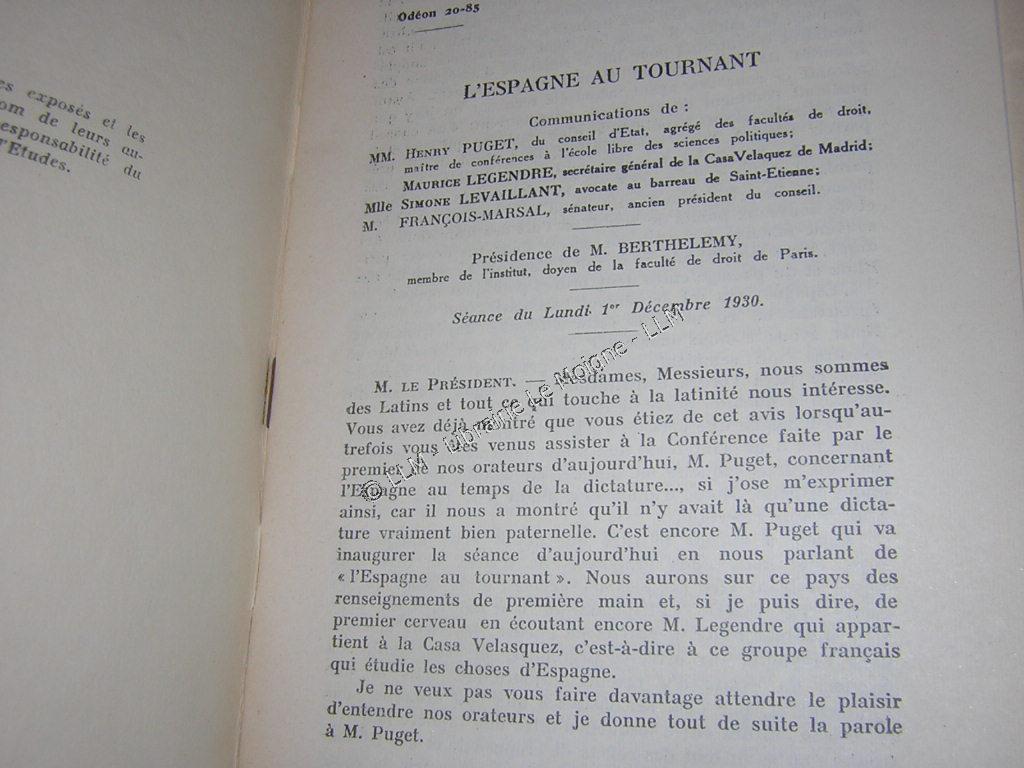 es exposés et les
om de leurs au-
esponsabilité du
'Etudes.
Odéon 20-85
L'ESPAGNE AU TOURNANT
Communications de :
MM. HENRY PUGET, du conseil d'Etat, agrégé des facultés de droit,
maître de conférences à l'école libre des sciences politiques;
MAURICE LEGENDRE, secrétaire général de la CasaVelaquez de Madrid;
Mlle SIMONE LEVAILLANT, avocate au barreau de Saint-Etienne;
M. FRANÇOIS-MARSAL, sénateur, ancien président du conseil.
Présidence de M. BERTHELEMY,
membre de l'institut, doyen de la faculté de droit de Paris.
Séance du Lundi 1er Décembre 1930.
M. LE PRÉSIDENT. — Mesdames, Messieurs, nous sommes
des Latins et tout ce qui touche à la latinité nous intéresse.
Vous avez déjà montré que vous étiez de cet avis lorsqu'au-
trefois vous êtes venus assister à la Conférence faite par le
premier de nos orateurs d'aujourd'hui, M. Puget, concernant
l'Espagne au temps de la dictature..., si j'ose m'exprimer
ainsi, car il nous a montré qu'il n'y avait là qu'une dicta-
ture vraiment bien paternelle. C'est encore M. Puget qui va
inaugurer la séance d'aujourd'hui en nous parlant de
« l'Espagne au tournant ». Nous aurons sur ce pays des
renseignements de première main et, si je puis dire, de
premier cerveau en écoutant encore M. Legendre qui appar-
tient à la Casa Velasquez, c'est-à-dire à ce groupe français
qui étudie les choses d'Espagne.
Je ne veux pas vous faire davantage attendre le plaisir
d'entendre nos orateurs et je donne tout de suite la parole
à M. Puget.
© LLM - Librairie Le Moigne - LLM